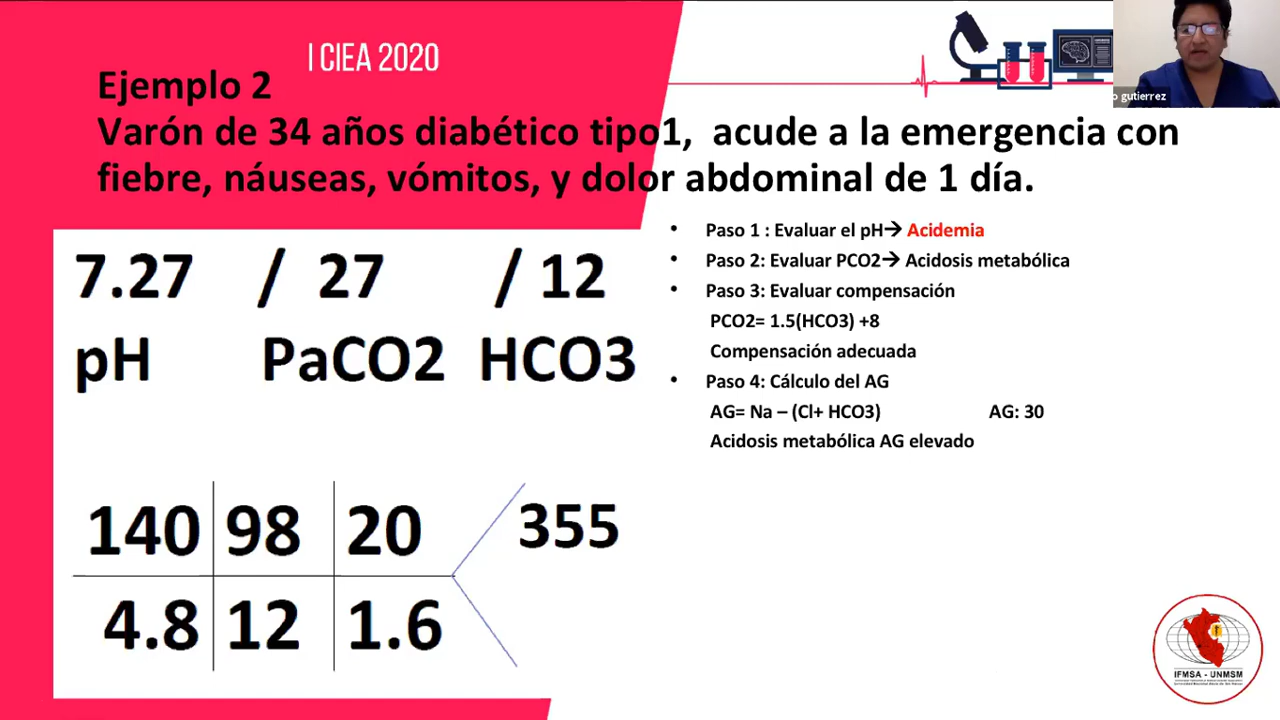 I CIEA 2020
Ejemplo 2
Varón de 34 años diabético tipo1, acude a la emergencia con
fiebre, náuseas, vómitos, y dolor abdominal de 1 día.
o gutierrez
7.27 / 27 / 12
pH PaCO2 HCO3
140 98 20 355
4.8 12 1.6
• Paso 1 : Evaluar el pH→ Acidemia
• Paso 2: Evaluar PCO2→ Acidosis metabólica
• Paso 3: Evaluar compensación
PCO2= 1.5(HCO3) +8
Compensación adecuada
• Paso 4: Cálculo del AG
AG= Na – (Cl+ HCO3) AG: 30
Acidosis metabólica AG elevado
IFMSA - UNMSM